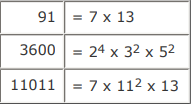 91 = 7 x 13
3600 = 2⁴ x 3² x 5²
11011 = 7 x 11² x 13